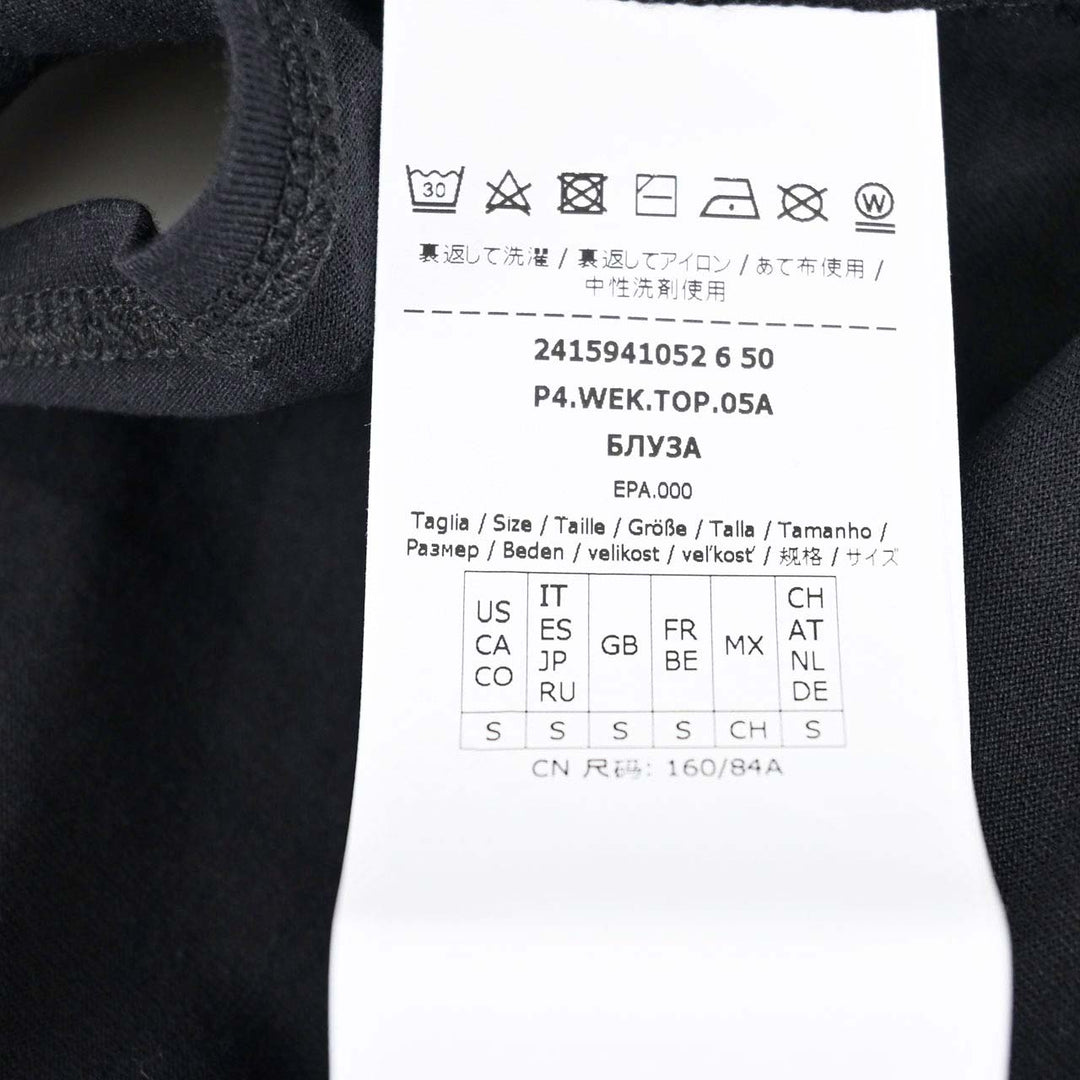 30 W
裏返して洗濯 / 裏返してアイロン / あて布使用 /
中性洗剤使用
2415941052 6 50
P4.WEK.TOP.05A
БЛУЗА
EPA.000
Taglia / Size / Taille / Größe / Talla / Tamanho /
Размер / Beden / velikost / veľkosť / 规格 / サイズ
US CA CO
IT ES JP RU
GB
FR BE
MX
CH AT NL DE
S S S S CH S
CN 尺码: 160/84A